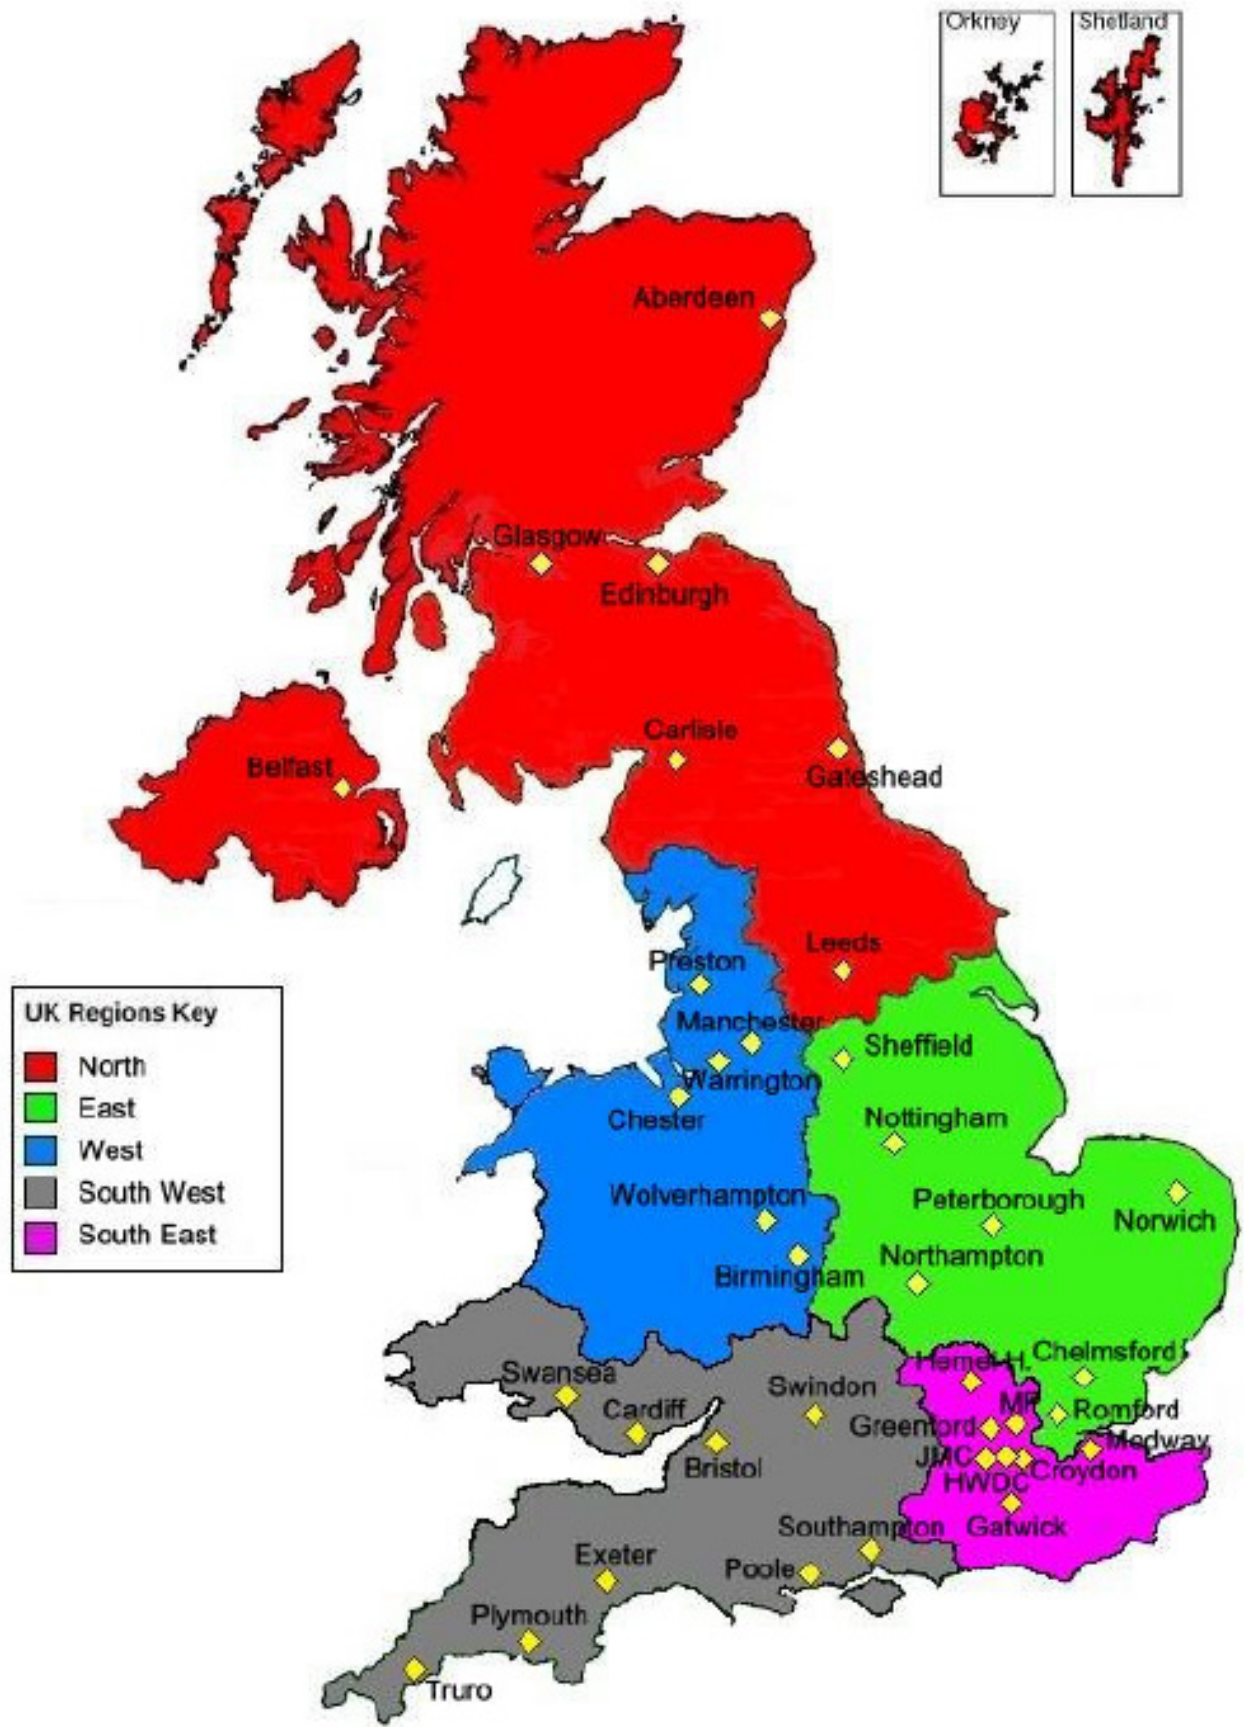 Orkney
Shetland
Aberdeen
Glasgow
Edinburgh
Carlisle
Gateshead
Belfast
Leeds
Preston
Manchester
Warrington
Chester
Sheffield
Nottingham
Wolverhampton
Birmingham
Peterborough
Norwich
Northampton
UK Regions Key
North
East
West
South West
South East
Hemel H.
Chelmsford
Swansea
Cardiff
Swindon
Bristol
Greenford
MP
Romford
Medway
JMC
HWDC
Croydon
Gatwick
Southampton
Poole
Exeter
Plymouth
Truro